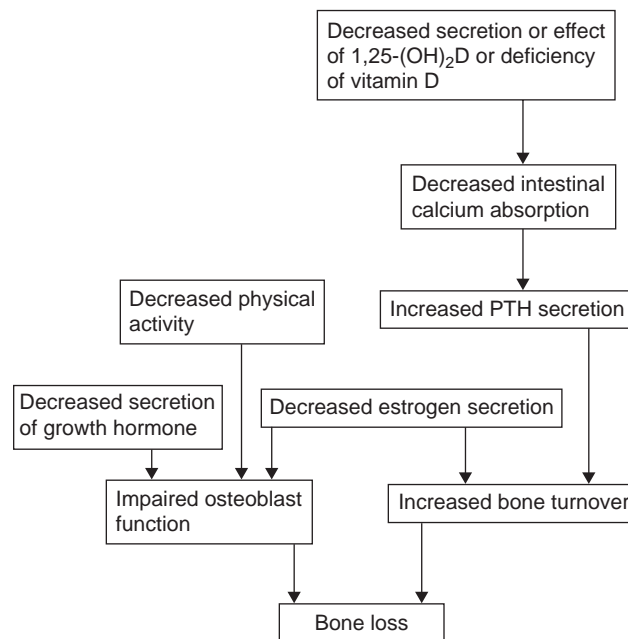 Decreased secretion or effect
of 1,25-(OH)₂D or deficiency
of vitamin D
Decreased intestinal
calcium absorption
Decreased physical
activity
Increased PTH secretion
Decreased secretion
of growth hormone
Decreased estrogen secretion
Impaired osteoblast
function
Increased bone turnover
Bone loss